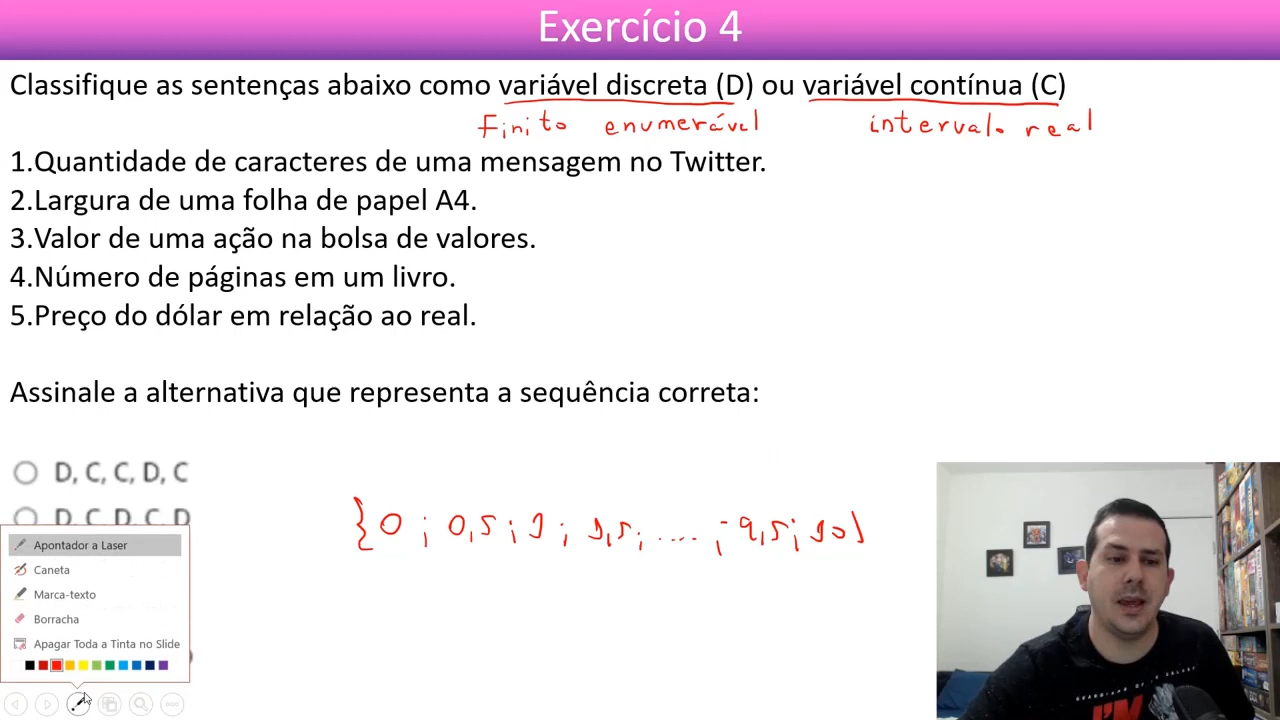 Exercício 4
Classifique as sentenças abaixo como variável discreta (D) ou variável contínua (C)
Finito enumerável intervalo real
1.Quantidade de caracteres de uma mensagem no Twitter.
2.Largura de uma folha de papel A4.
3.Valor de uma ação na bolsa de valores.
4.Número de páginas em um livro.
5.Preço do dólar em relação ao real.
Assinale a alternativa que representa a sequência correta:
D, C, C, D, C
D, C, D, C, D
{0 ; 0,5 ; 1 ; 1,5 ; .... ; 9,5 ; 10}
Apontador a Laser
Caneta
Marca-texto
Borracha
Apagar Toda a Tinta no Slide